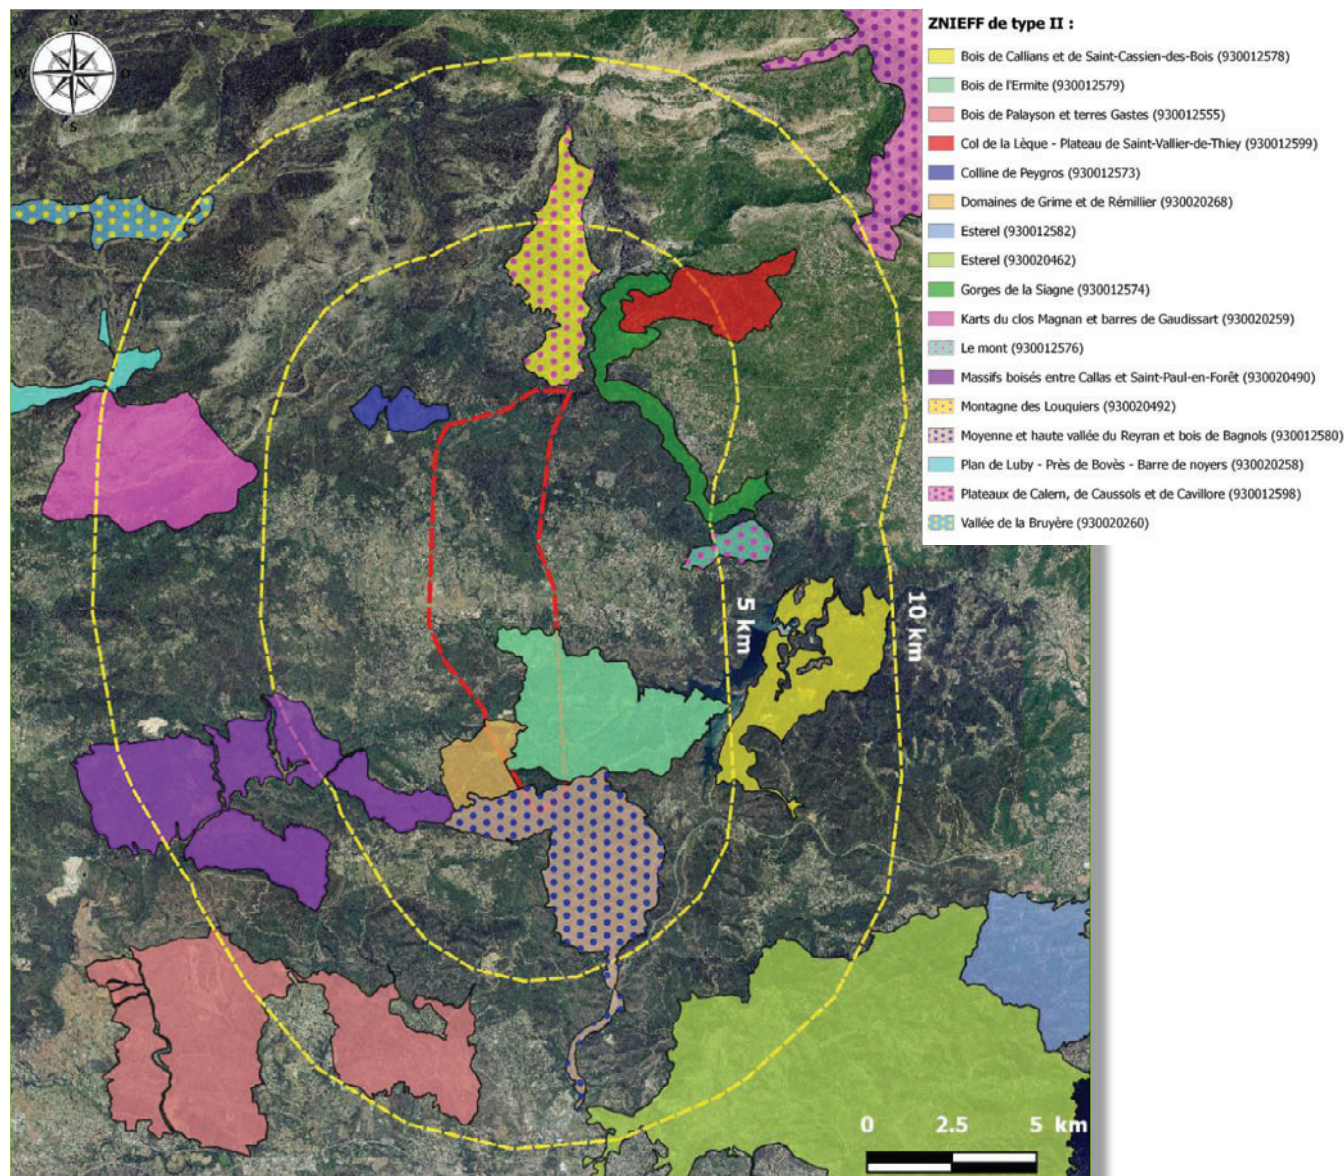 ZNIEFF de type II :
Bois de Callians et de Saint-Cassien-des-Bois (930012578)
Bois de l'Ermite (930012579)
Bois de Palayson et terres Gastes (930012555)
Col de la Lèque - Plateau de Saint-Vallier-de-Thiey (930012599)
Colline de Peygros (930012573)
Domaines de Grime et de Rémillier (930020268)
Esterel (930012582)
Esterel (930020462)
Gorges de la Siagne (930012574)
Karts du clos Magnan et barres de Gaudissart (930020259)
Le mont (930012576)
Massifs boisés entre Callas et Saint-Paul-en-Forêt (930020490)
Montagne des Louquiers (930020492)
Moyenne et haute vallée du Reyran et bois de Bagnols (930012580)
Plan de Luby - Près de Bovès - Barre de noyers (930020258)
Plateaux de Calern, de Caussols et de Cavillore (930012598)
Vallée de la Bruyère (930020260)
N
W
O
S
5 km
10 km
0 2.5 5 km